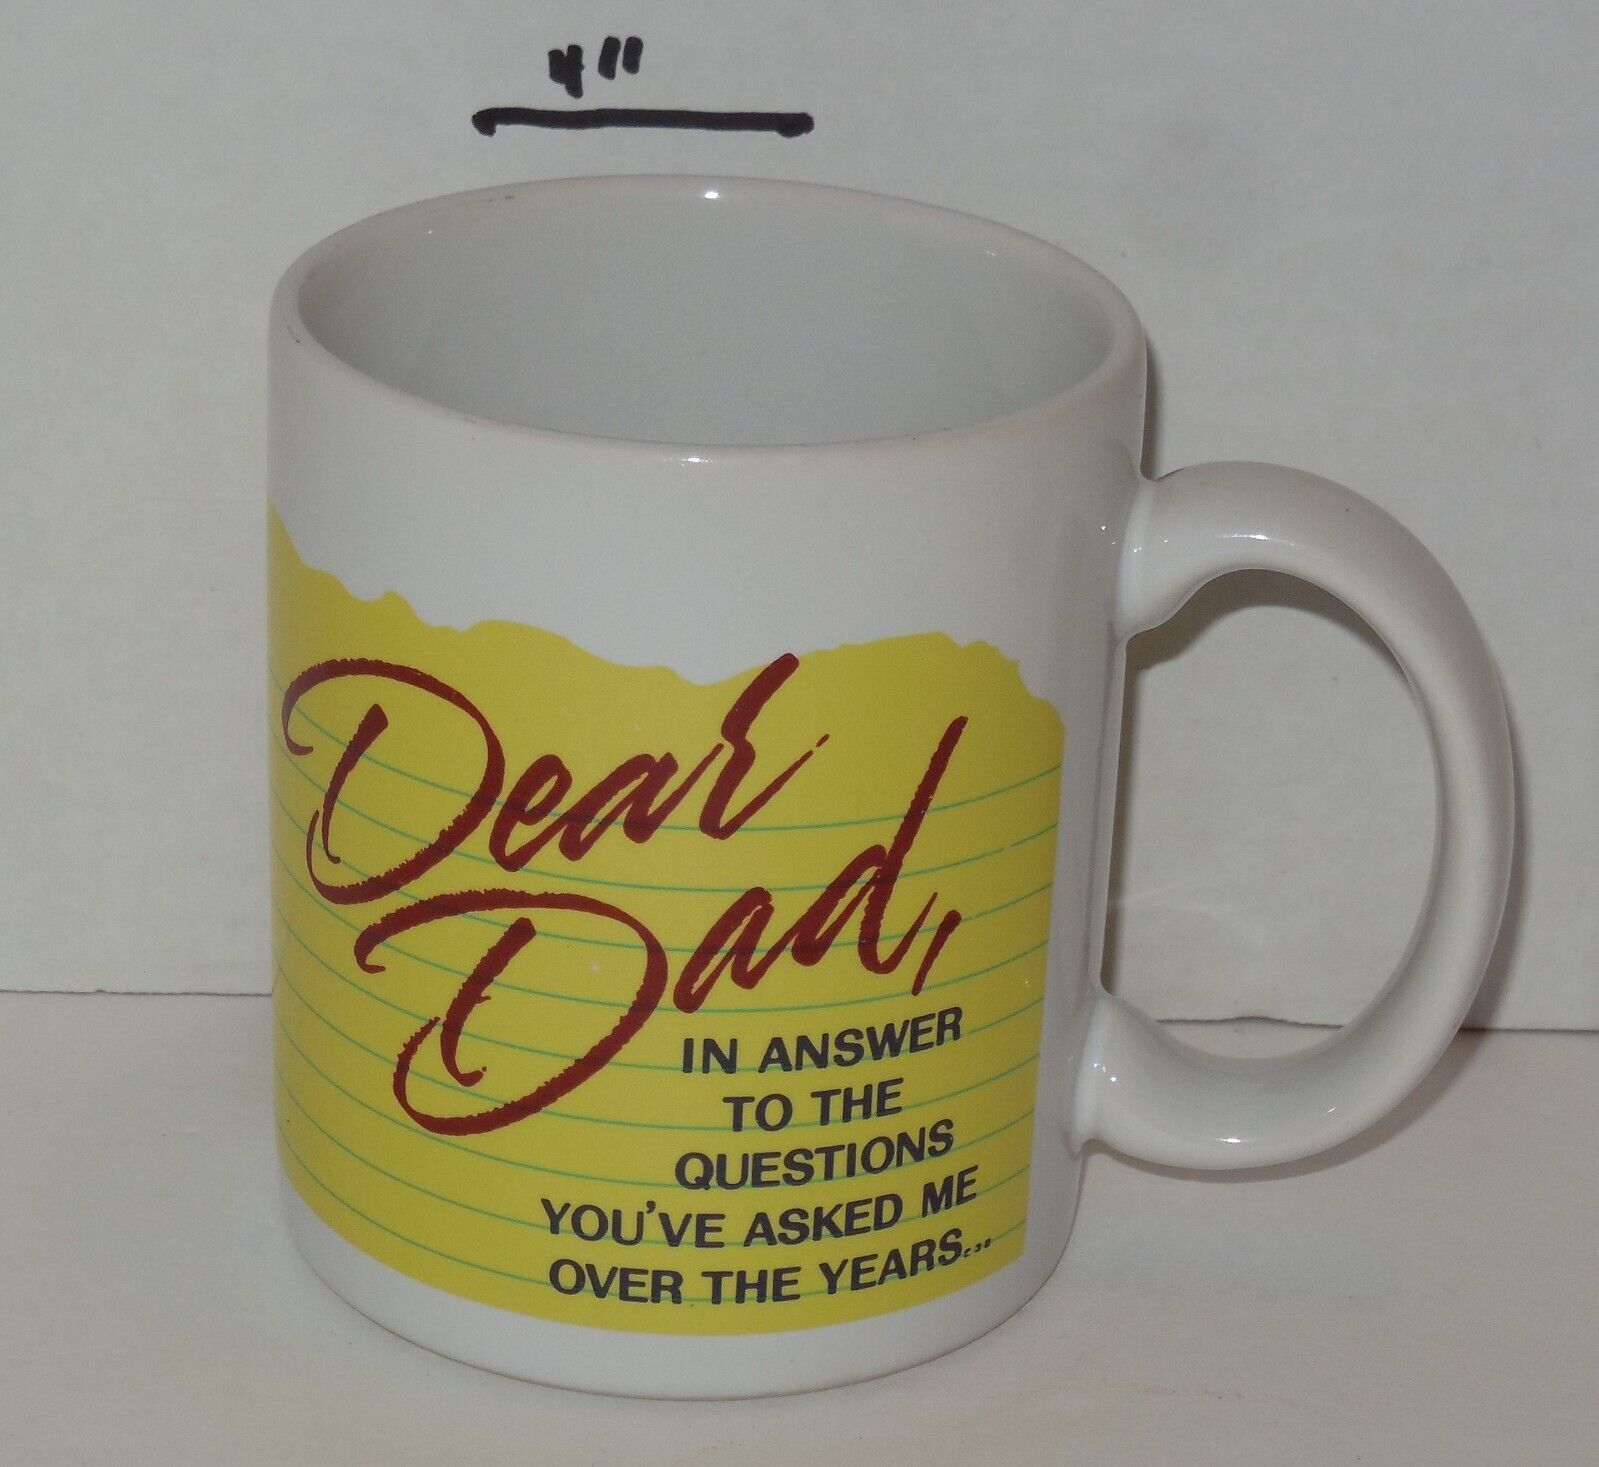 4"
Dear
Dad,
IN ANSWER
TO THE
QUESTIONS
YOU'VE ASKED ME
OVER THE YEARS...